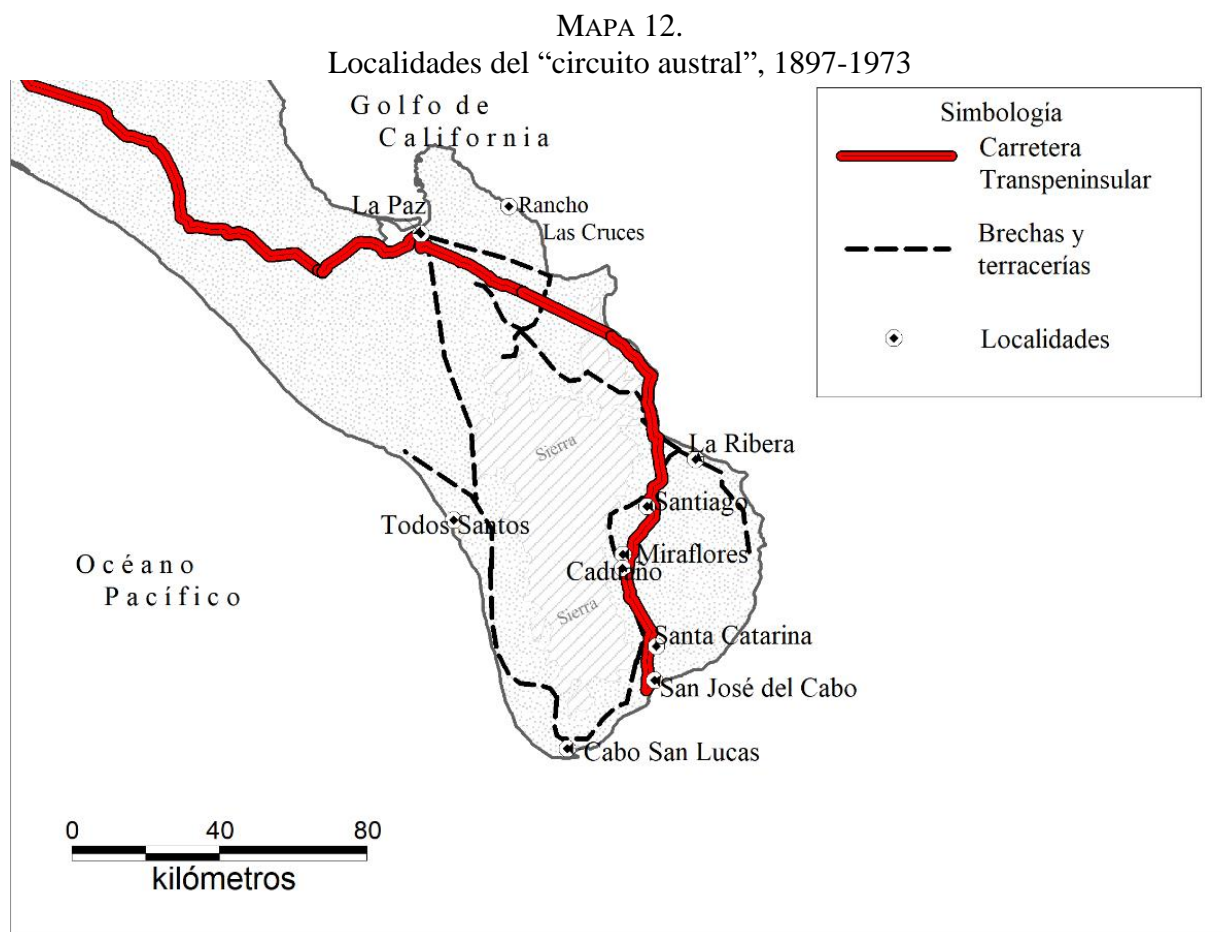 MAPA 12.
Localidades del “circuito austral”, 1897-1973
Golfo de
California
Simbología
Carretera
Transpeninsular
Brechas y
terracerías
Localidades
La Paz
Rancho
Las Cruces
Sierra
La Ribera
Santiago
Todos Santos
Miraflores
Caduaño
Océano
Pacífico
Sierra
Santa Catarina
San José del Cabo
Cabo San Lucas
0 40 80
kilómetros